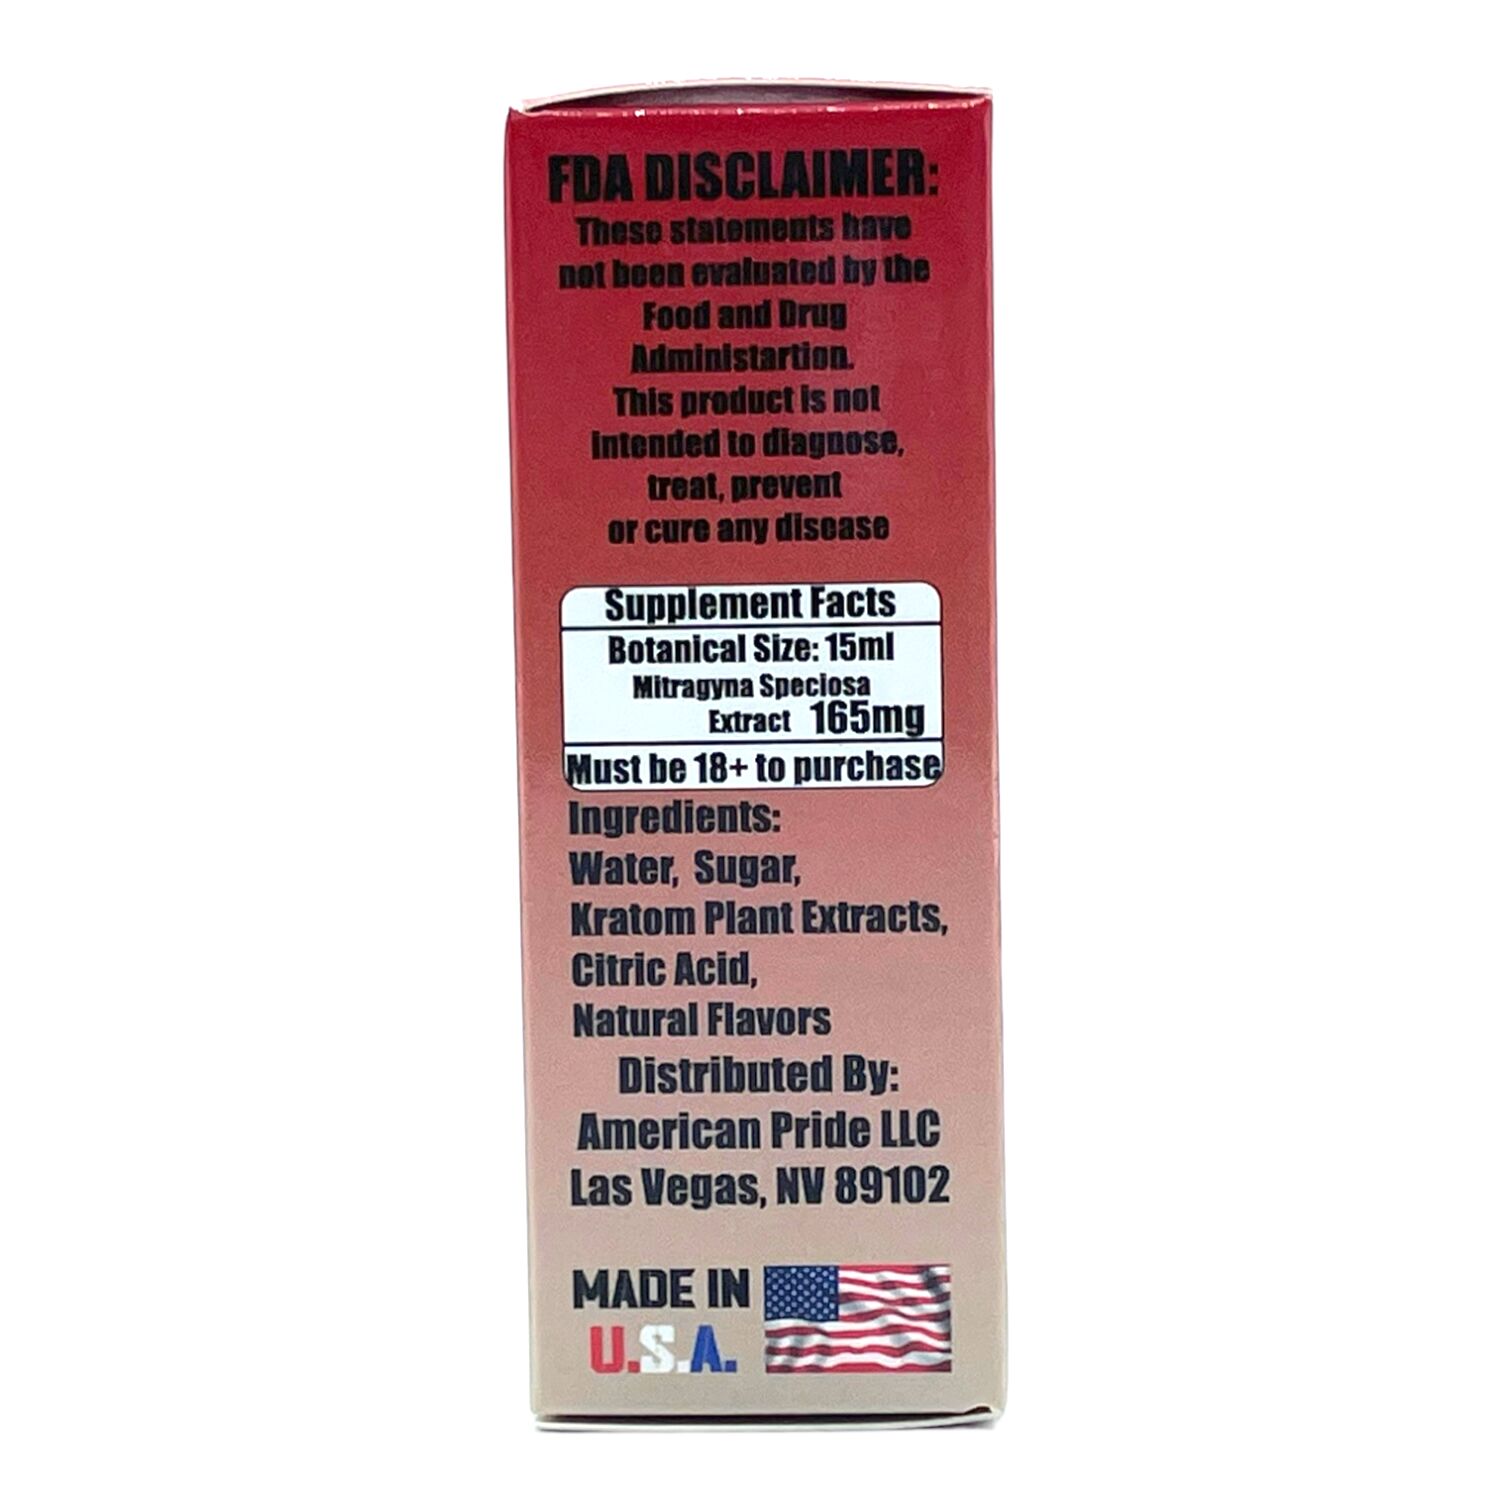 FDA DISCLAIMER:
These statements have
not been evaluated by the
Food and Drug
Administartion.
This product is not
intended to diagnose,
treat, prevent
or cure any disease
Supplement Facts
Botanical Size: 15ml
Mitragyna Speciosa
Extract 165mg
Must be 18+ to purchase
Ingredients:
Water, Sugar,
Kratom Plant Extracts,
Citric Acid,
Natural Flavors
Distributed By:
American Pride LLC
Las Vegas, NV 89102
MADE IN
U.S.A.